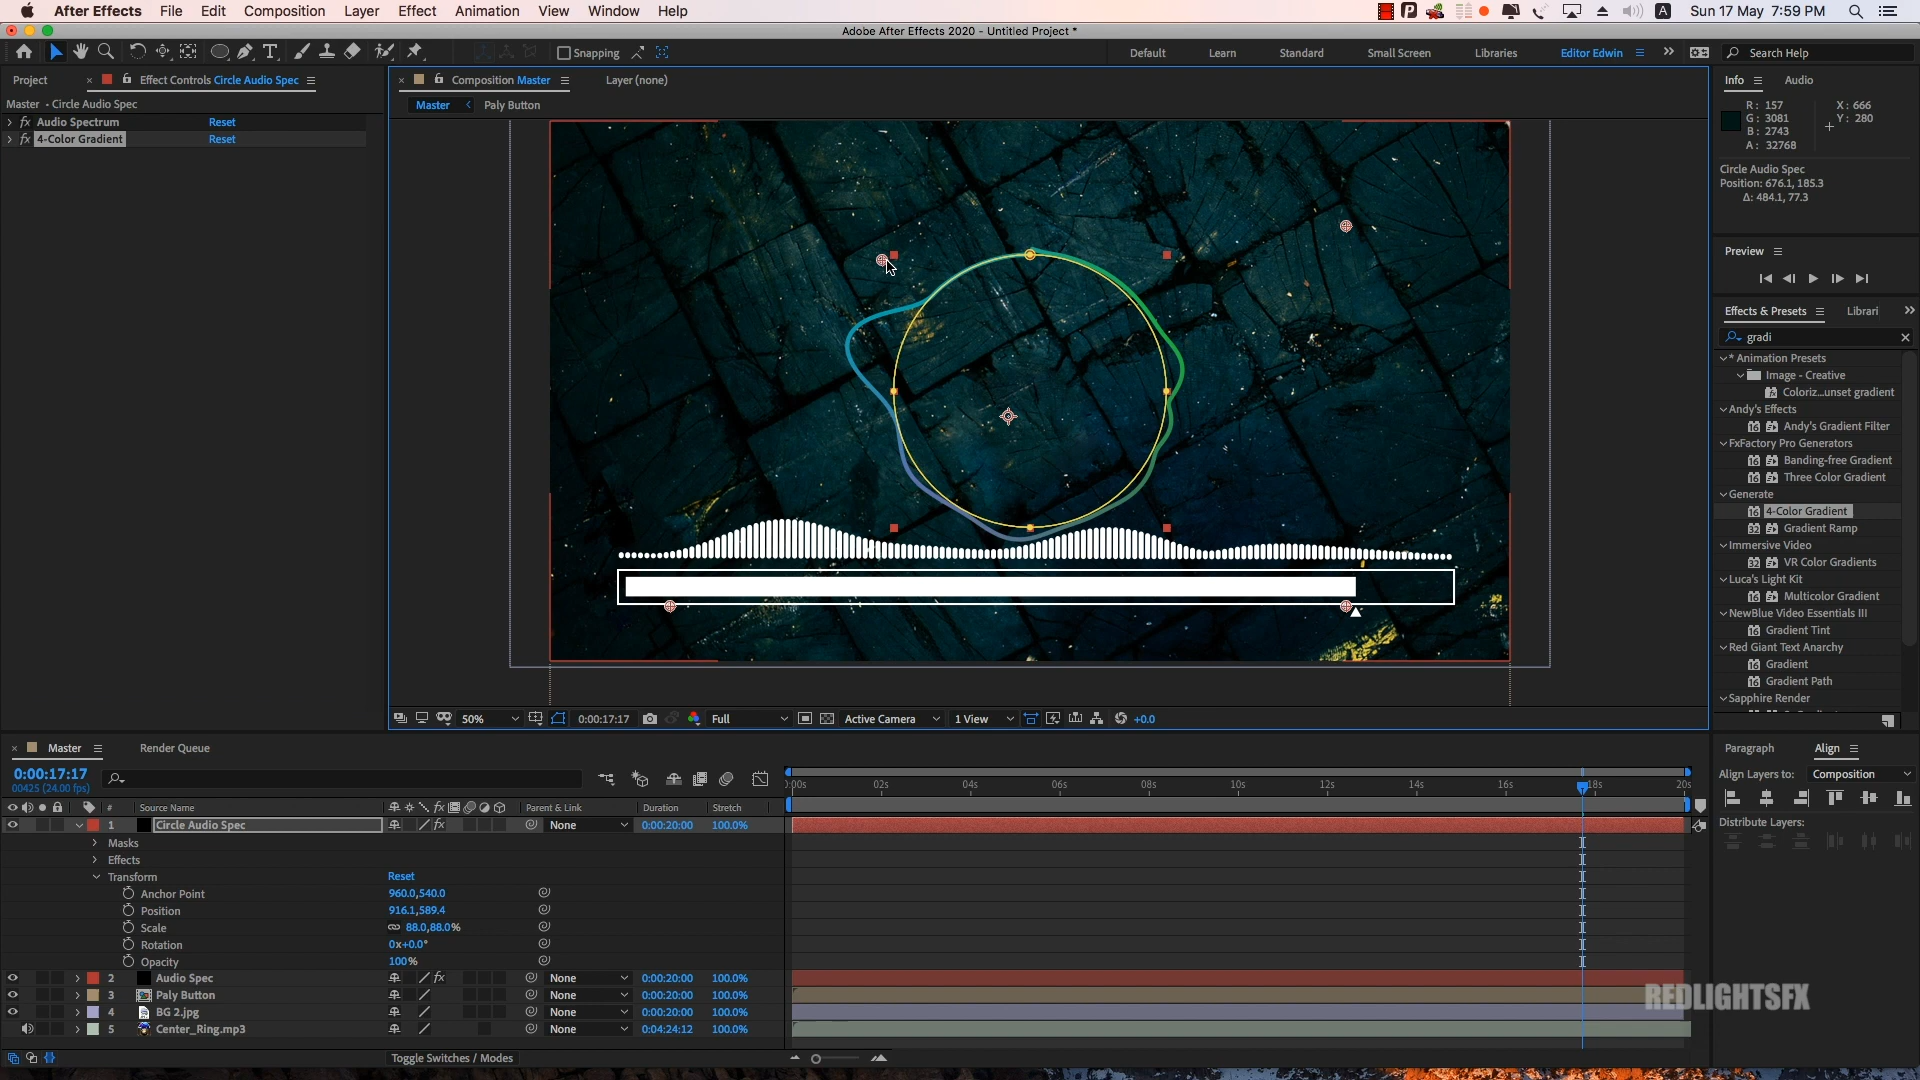 After Effects File Edit Composition Layer Effect Animation View Window Help Sun 17 May 7:59 PM
Adobe After Effects 2020 - Untitled Project *
Snapping Default Learn Standard Small Screen Libraries Editor Edwin Search Help
Project Effect Controls Circle Audio Spec Composition Master Layer (none) Info Audio
Master • Circle Audio Spec Master Paly Button
R: 157 X: 666
G: 3081 Y: 280
B: 2743
A: 32768
Audio Spectrum Reset
4-Color Gradient Reset
Circle Audio Spec
Position: 676.1, 185.3
Δ: 484.1, 77.3
Preview
Effects & Presets Librari
gradi
* Animation Presets
Image - Creative
Coloriz...unset gradient
Andy's Effects
Andy's Gradient Filter
FxFactory Pro Generators
Banding-free Gradient
Three Color Gradient
Generate
4-Color Gradient
Gradient Ramp
Immersive Video
VR Color Gradients
Luca's Light Kit
Multicolor Gradient
NewBlue Video Essentials III
Gradient Tint
Red Giant Text Anarchy
Gradient
Gradient Path
Sapphire Render
50% 0:00:17:17 Full Active Camera 1 View +0.0
Master Render Queue Paragraph Align
0:00:17:17
00425 (24.00 fps)
:00s 02s 04s 06s 08s 10s 12s 14s 16s 18s 20s
Align Layers to: Composition
# Source Name Parent & Link Duration Stretch
Distribute Layers:
1 Circle Audio Spec None 0:00:20:00 100.0%
Masks
Effects
Transform Reset
Anchor Point 960.0,540.0
Position 916.1,589.4
Scale 88.0,88.0%
Rotation 0x+0.0°
Opacity 100%
2 Audio Spec None 0:00:20:00 100.0%
3 Paly Button None 0:00:20:00 100.0%
4 BG 2.jpg None 0:00:20:00 100.0%
5 Center_Ring.mp3 None 0:04:24:12 100.0%
REDLIGHTSFX
Toggle Switches / Modes